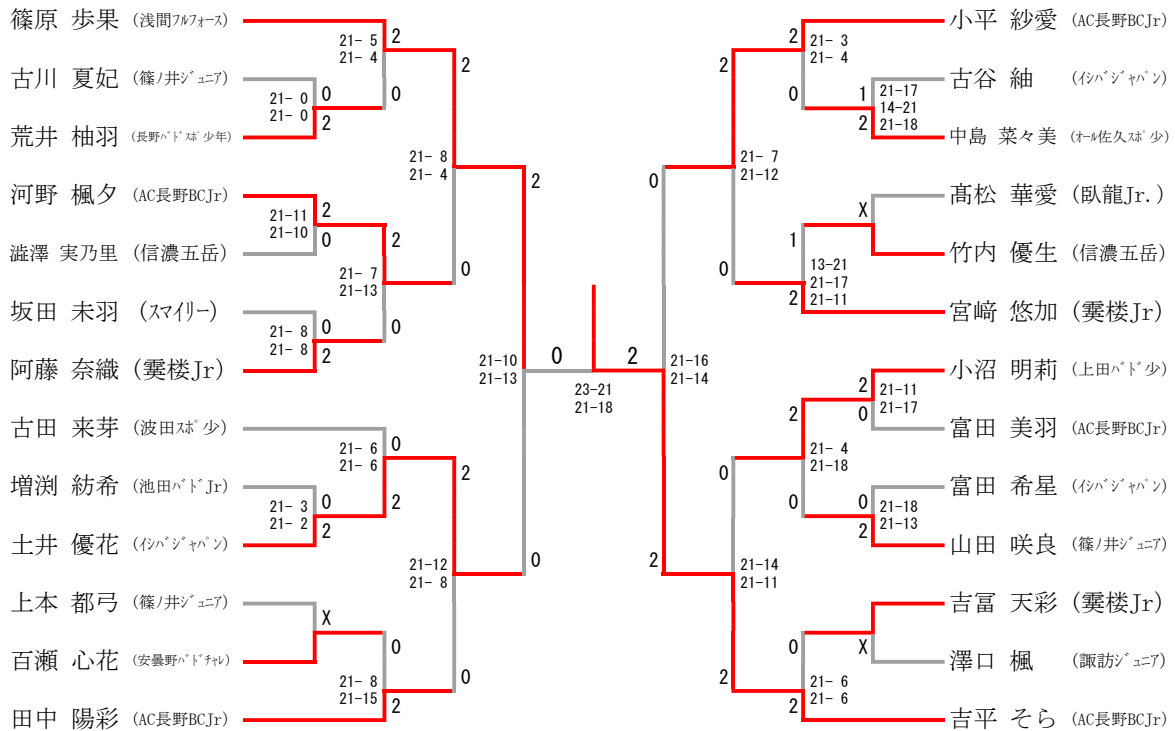 篠原 歩果 (浅間フルフォース)
古川 夏妃 (篠ノ井ジュニア)
荒井 柚羽 (長野バドスポ少年)
河野 楓夕 (AC長野BCJr)
澁澤 実乃里 (信濃五岳)
坂田 未羽 (スマイリー)
阿藤 奈織 (雲楼Jr)
古田 来芽 (波田スポ少)
増渕 紡希 (池田バドJr)
土井 優花 (イシバジャパン)
上本 都弓 (篠ノ井ジュニア)
百瀬 心花 (安曇野バドチャレ)
田中 陽彩 (AC長野BCJr)
21- 5 2
21- 4
0
21- 0 0
21- 0
2
2
21- 8
21- 4
2
21-11 2
21-10 0
2
21- 7
21-13
0
0
21- 8 0
21- 8 2
21-10
21-13
0
21- 6 0
21- 6
2
21- 3 0
21- 2 2
2
21-12
21- 8
0
X
0
21- 8
21-15 2
0
0
23-21
21-18
2
小平 紗愛 (AC長野BCJr)
古谷 紬 (イシバジャパン)
中島 菜々美 (オール佐久スポ少)
髙松 華愛 (臥龍Jr.)
竹内 優生 (信濃五岳)
宮﨑 悠加
小沼 明莉 (上田バド少)
富田 美羽 (AC長野BCJr)
富田 希星 (イシバジャパン)
山田 咲良 (篠ノ井ジュニア)
吉冨 天彩
澤口 楓 (諏訪ジュニア)
吉平 そら (AC長野BCJr)
2 21- 3
21- 4
0
1 21-17
14-21
2 21-18
2
21- 7
21-12
0
0
X
1
13-21
21-17
2 21-11
21-16
21-14
2
2 21-11
0 21-17
2
21- 4
21-18
0
0 21-18
2 21-13
0
21-14
21-11
2
X
0
21- 6
2 21- 6